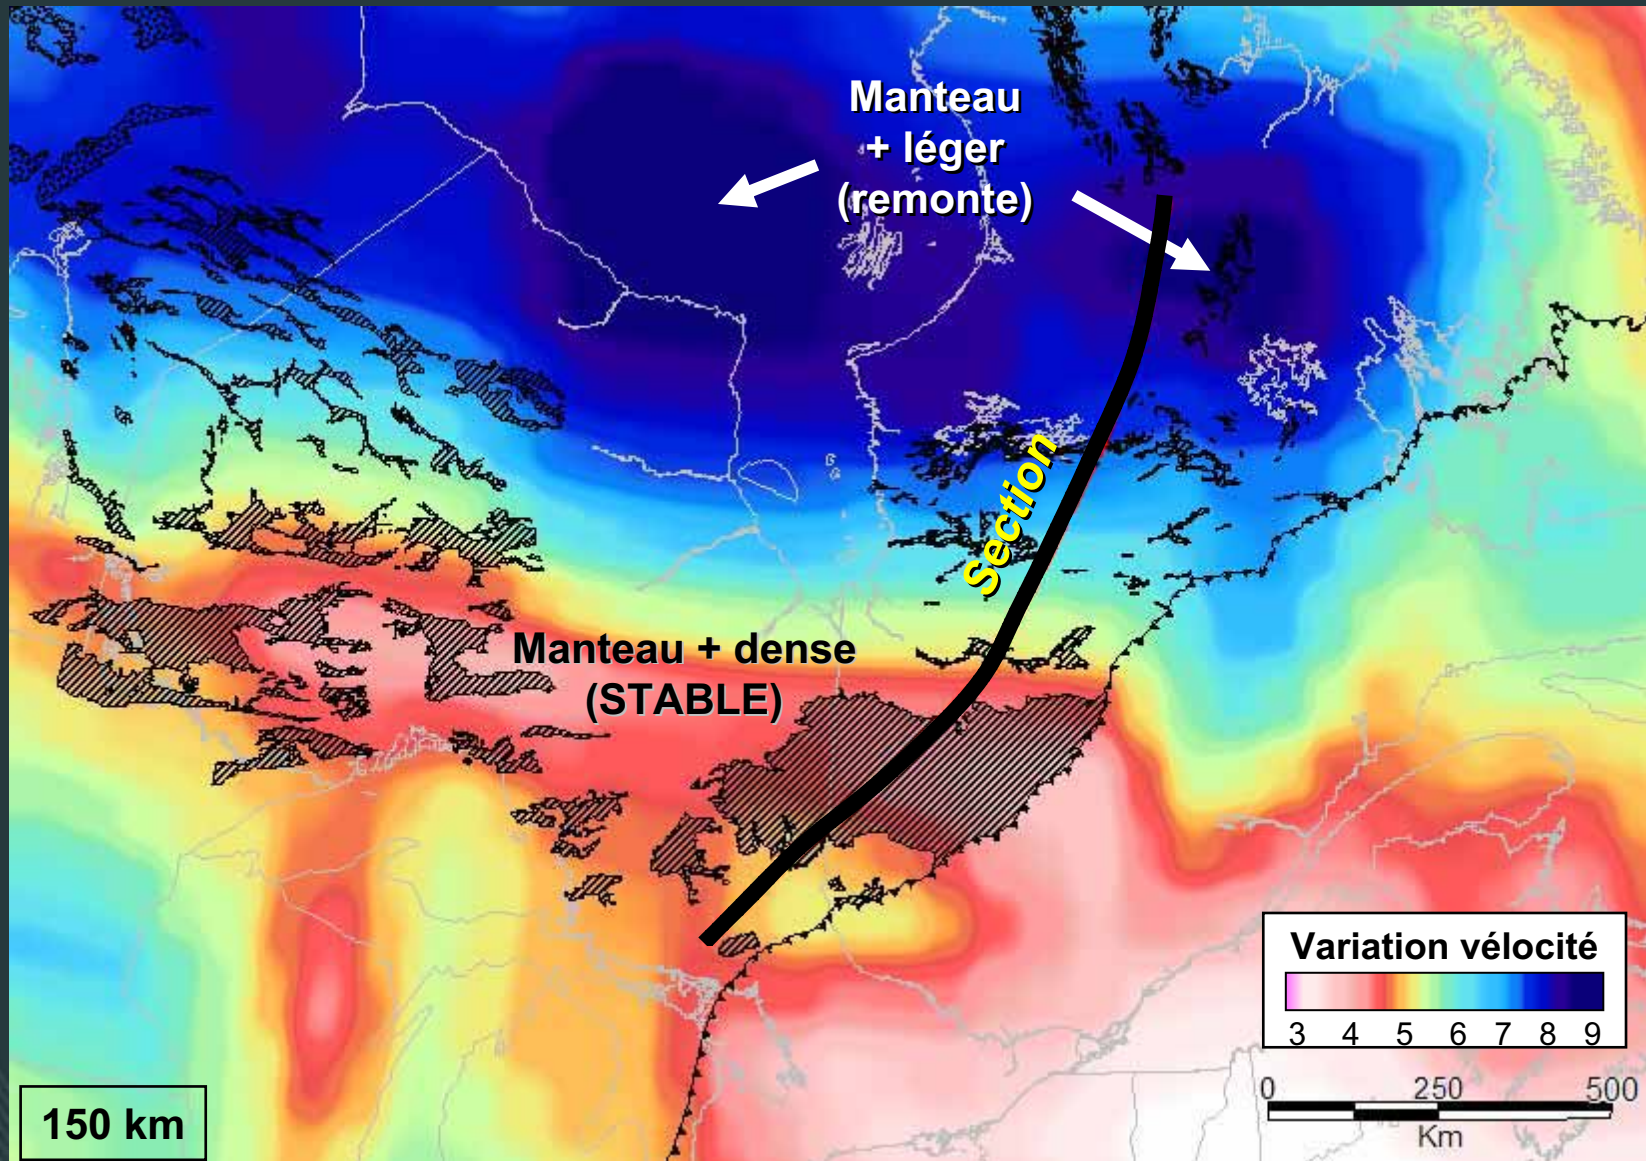 Manteau
+ léger
(remonte)
Section
Manteau + dense
(STABLE)
Variation vélocité
3 4 5 6 7 8 9
0 250 500
Km
150 km